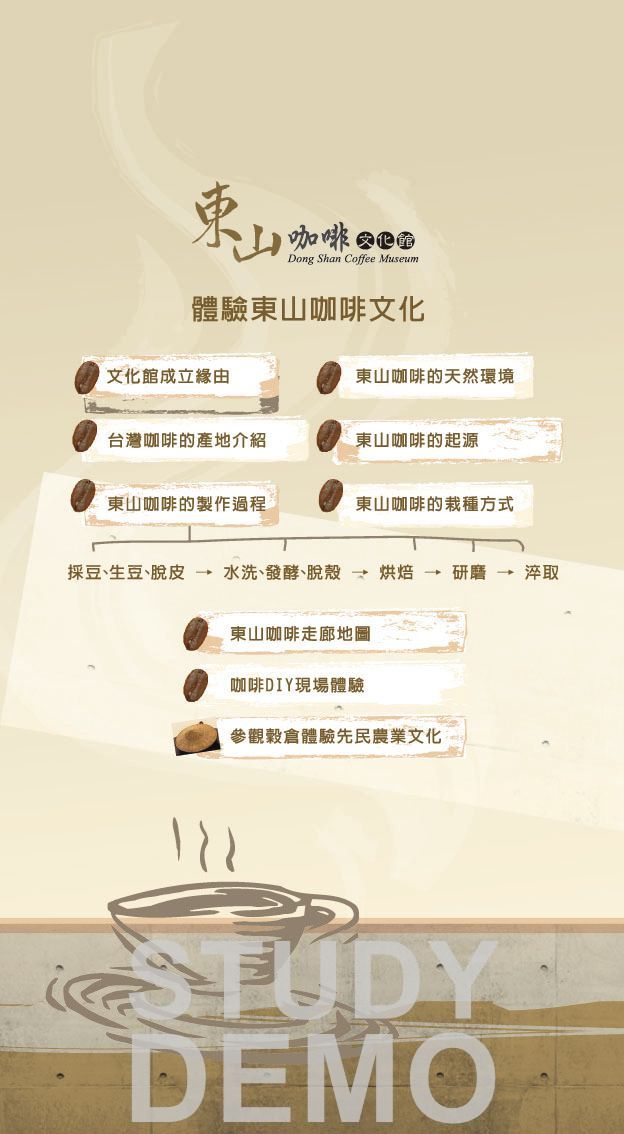 東山咖啡文化館
Dong Shan Coffee Museum
體驗東山咖啡文化
文化館成立緣由
東山咖啡的天然環境
台灣咖啡的產地介紹
東山咖啡的起源
東山咖啡的製作過程
東山咖啡的栽種方式
採豆、生豆、脫皮 → 水洗、發酵、脫殼 → 烘焙 → 研磨 → 淬取
東山咖啡走廊地圖
咖啡DIY現場體驗
參觀穀倉體驗先民農業文化
STUDY
DEMO